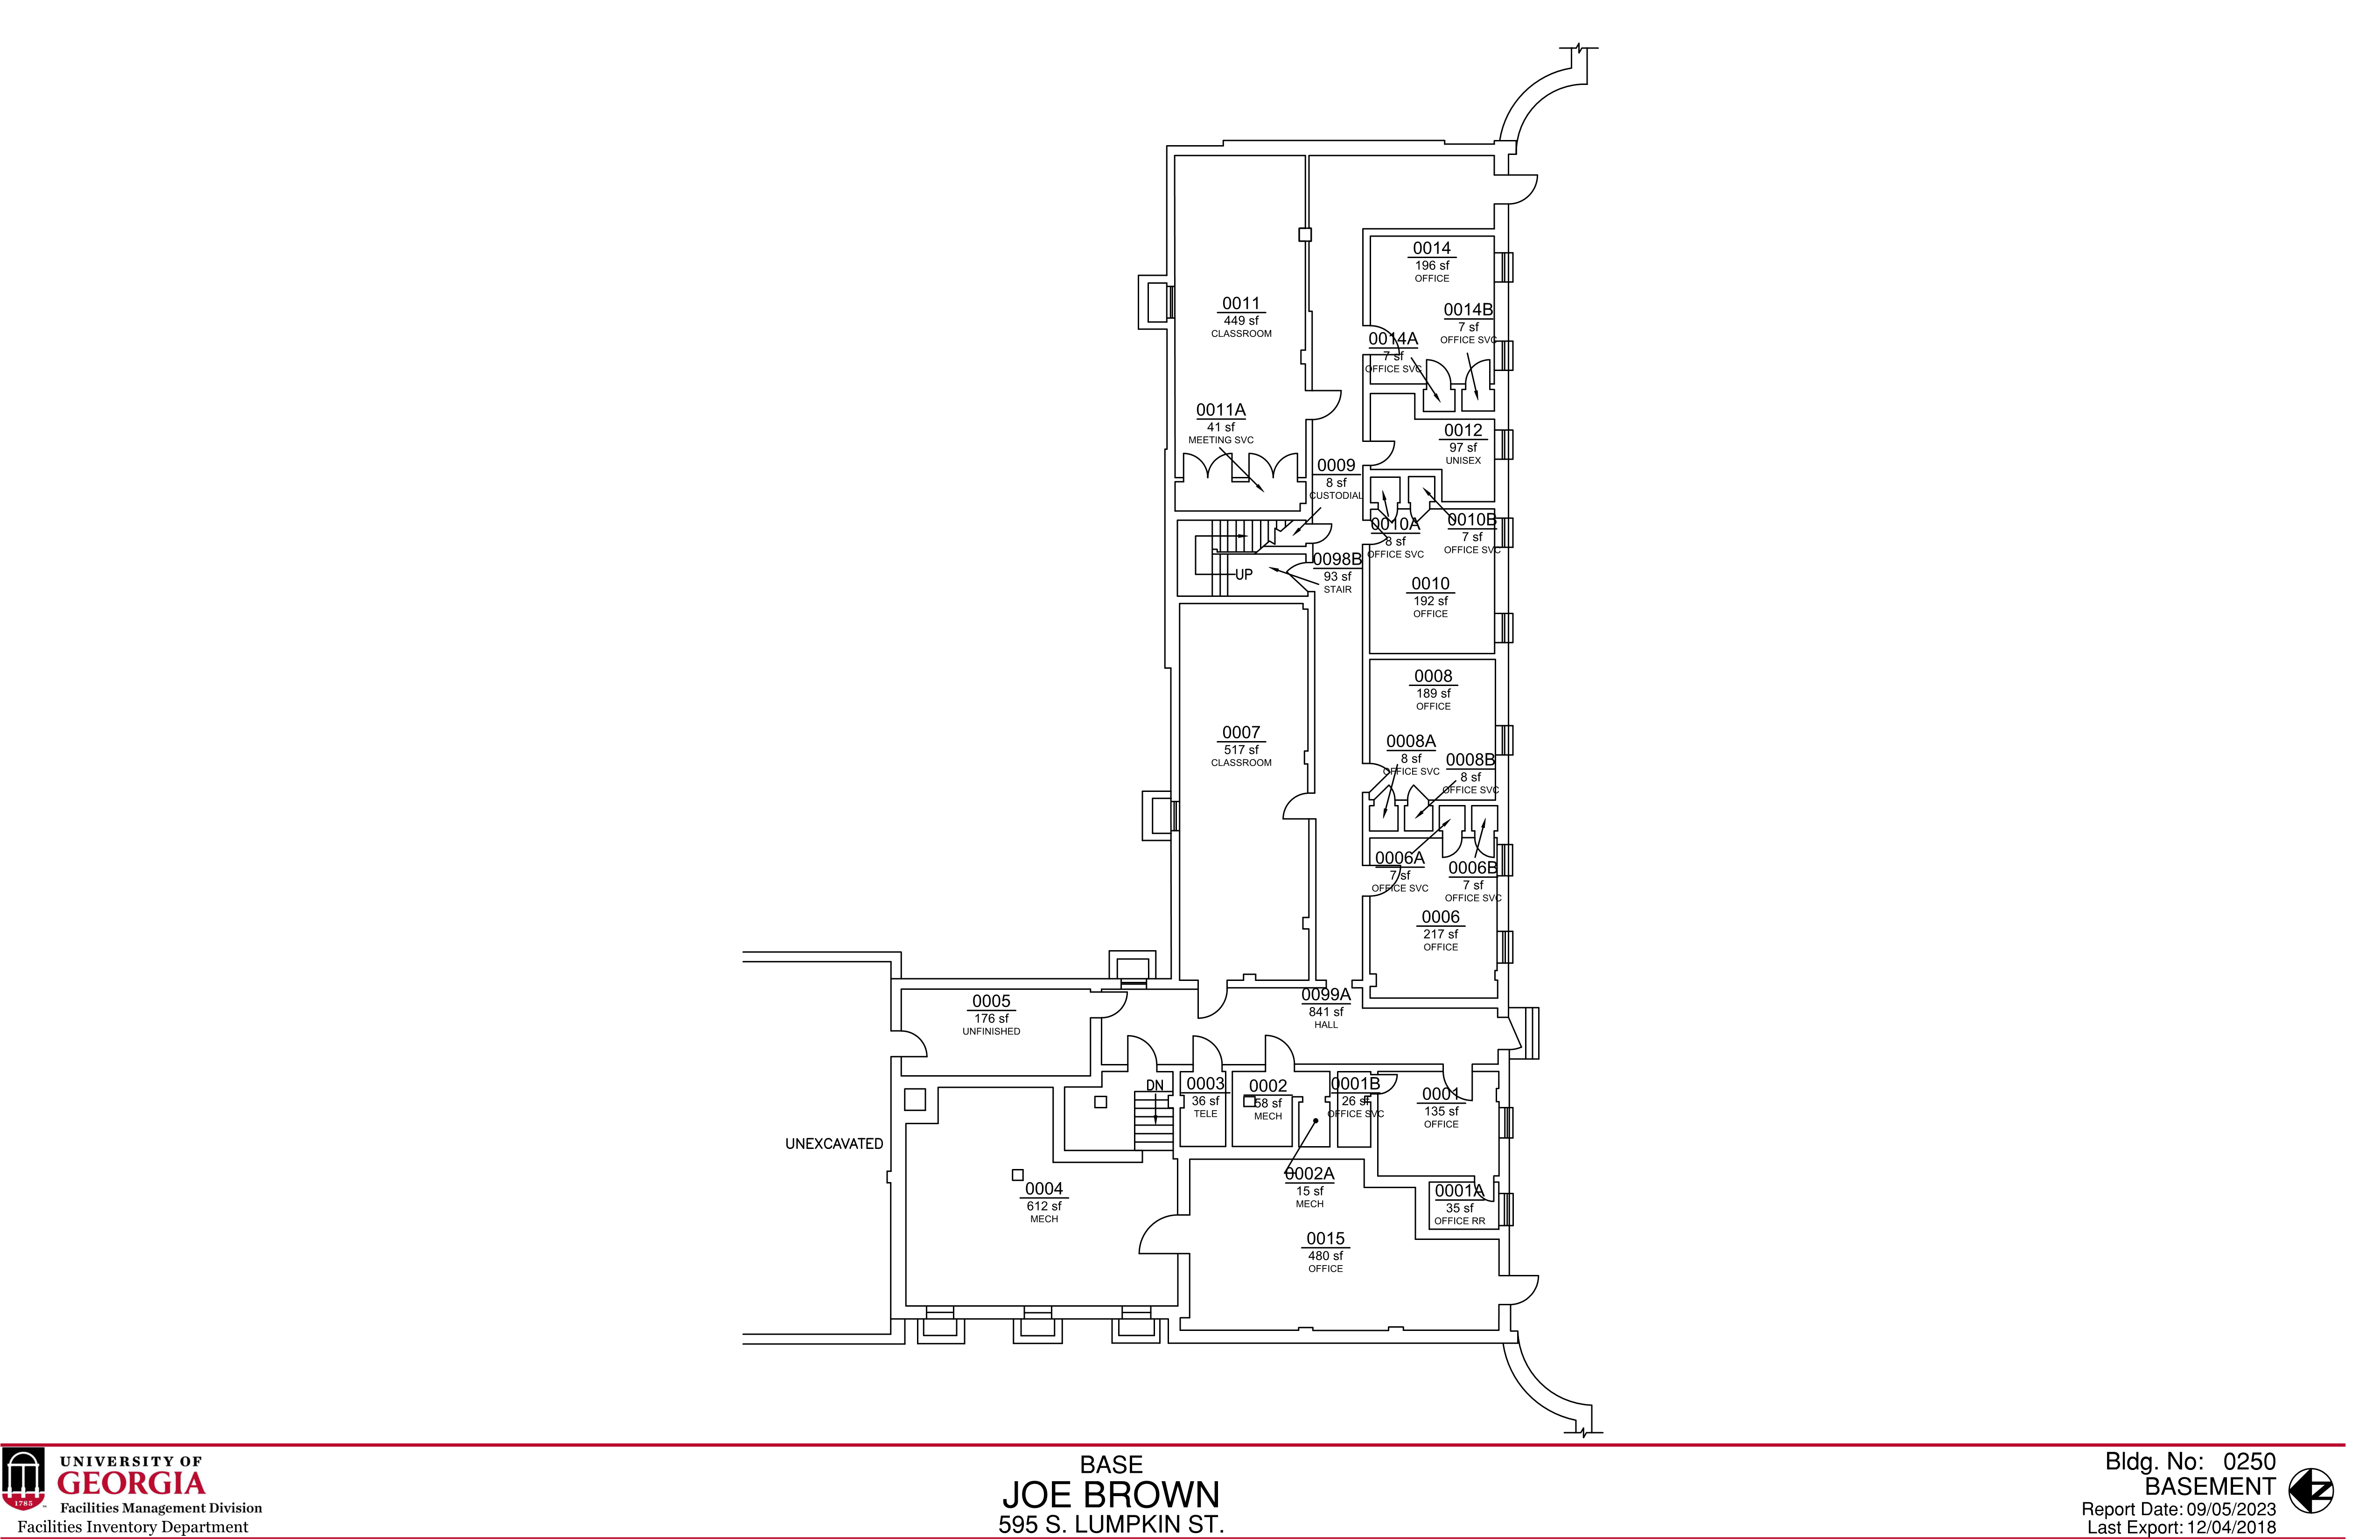 0014
196 sf
OFFICE
0014B
7 sf
OFFICE SVC
0014A
7 sf
OFFICE SVC
0011
449 sf
CLASSROOM
0011A
41 sf
MEETING SVC
0012
97 sf
UNISEX
0009
8 sf
CUSTODIAL
0010A
8 sf
OFFICE SVC
0010B
7 sf
OFFICE SVC
0098B
93 sf
STAIR
UP
0010
192 sf
OFFICE
0008
189 sf
OFFICE
0007
517 sf
CLASSROOM
0008A
8 sf
OFFICE SVC
0008B
8 sf
OFFICE SVC
0006A
7 sf
OFFICE SVC
0006B
7 sf
OFFICE SVC
0006
217 sf
OFFICE
0005
176 sf
UNFINISHED
0099A
841 sf
HALL
DN
0003
36 sf
TELE
0002
58 sf
MECH
0001B
26 sf
OFFICE SVC
0001
135 sf
OFFICE
UNEXCAVATED
0004
612 sf
MECH
0002A
15 sf
MECH
0001A
35 sf
OFFICE RR
0015
480 sf
OFFICE
1785
UNIVERSITY OF
GEORGIA
Facilities Management Division
Facilities Inventory Department
BASE
JOE BROWN
595 S. LUMPKIN ST.
Bldg. No: 0250
BASEMENT
Report Date: 09/05/2023
Last Export: 12/04/2018
N